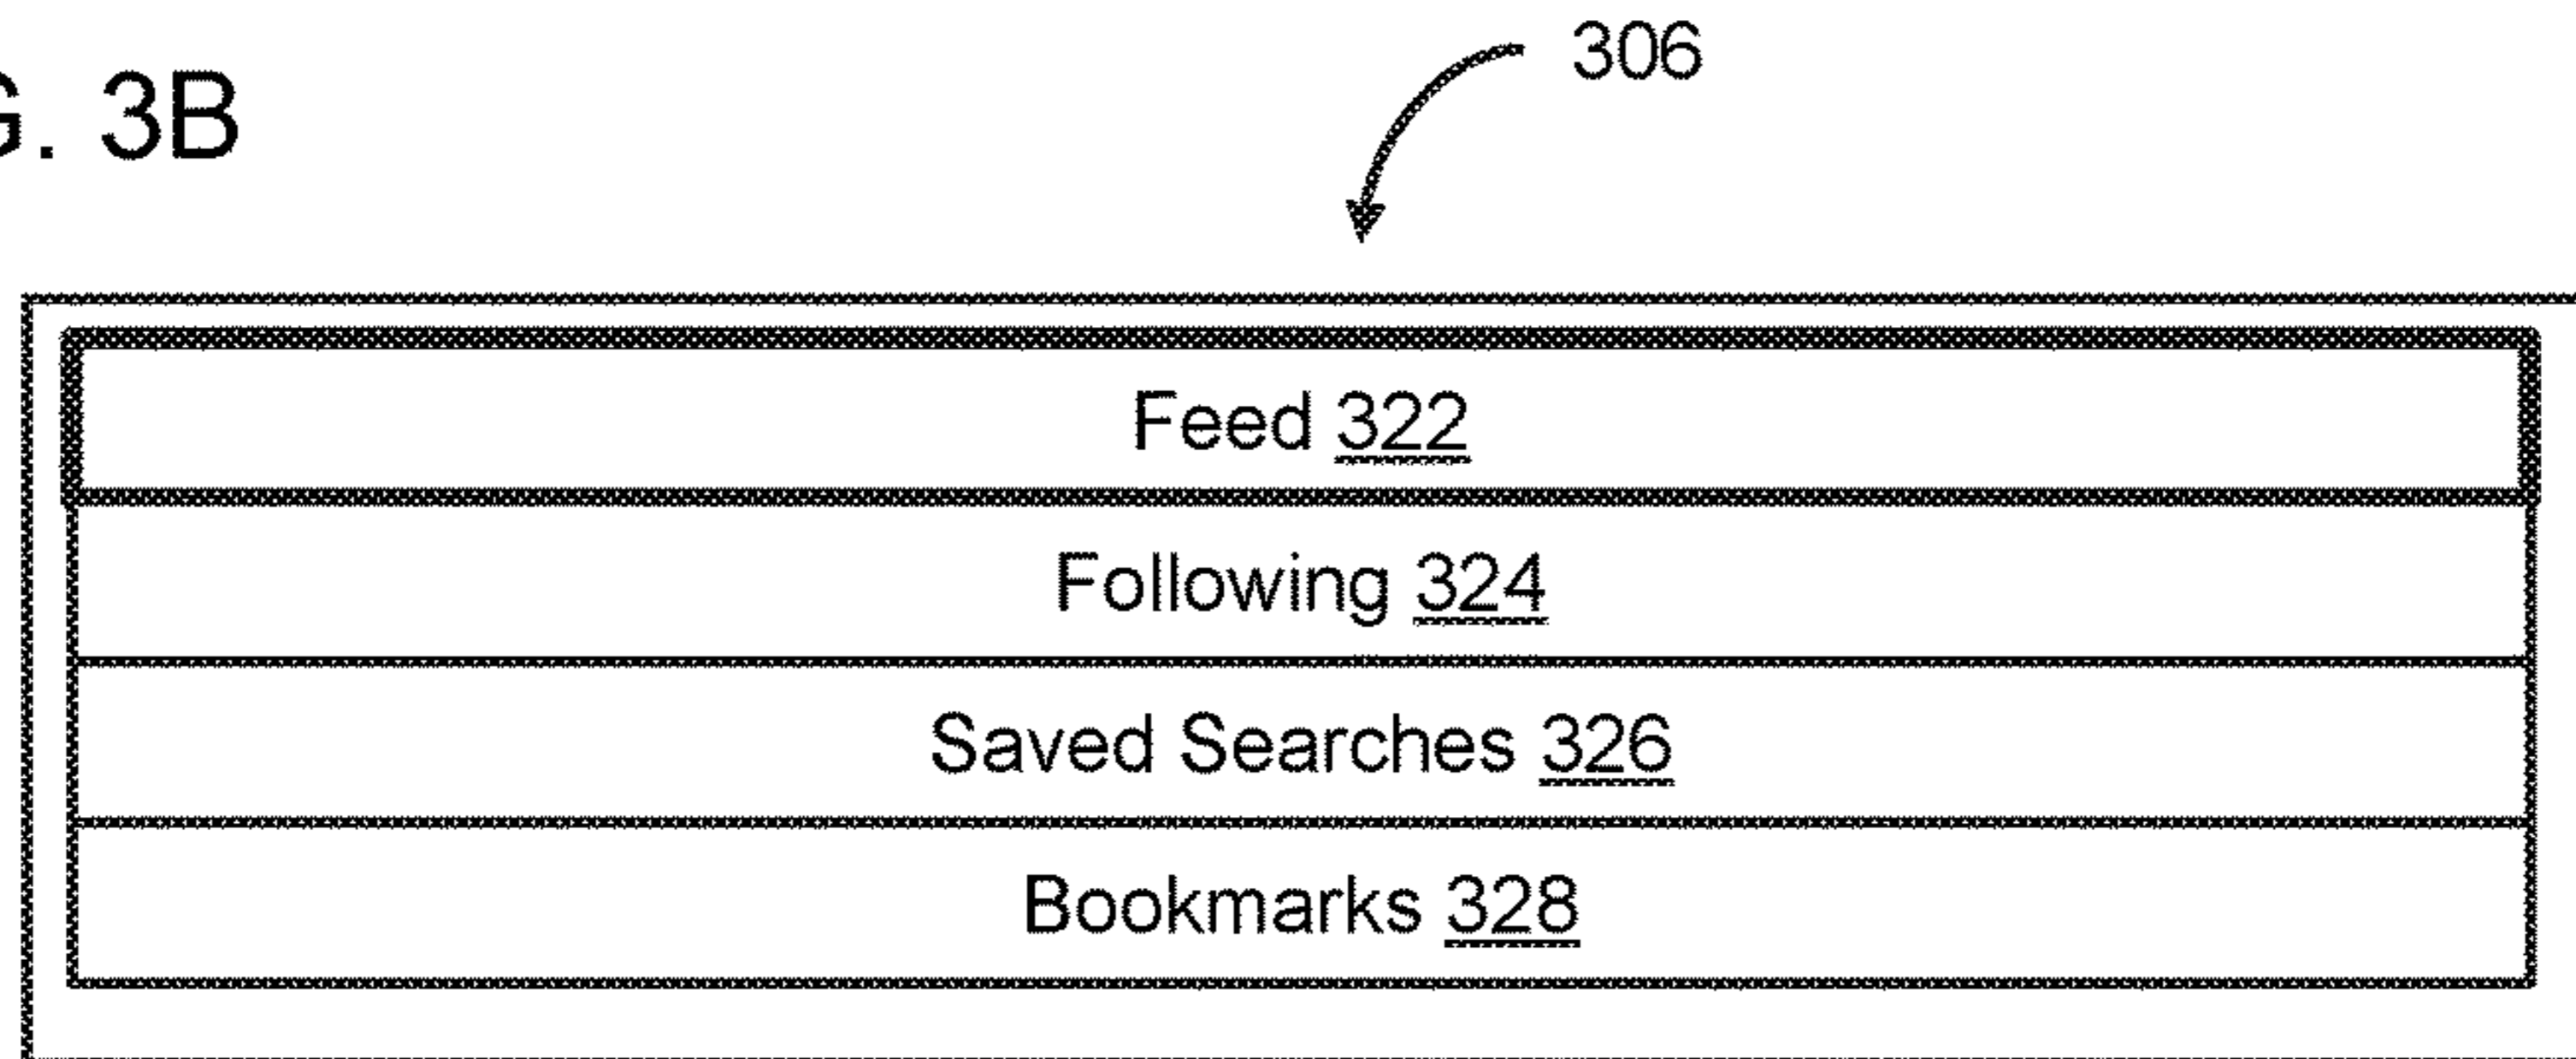 G. 3B
306
Feed 322
Following 324
Saved Searches 326
Bookmarks 328